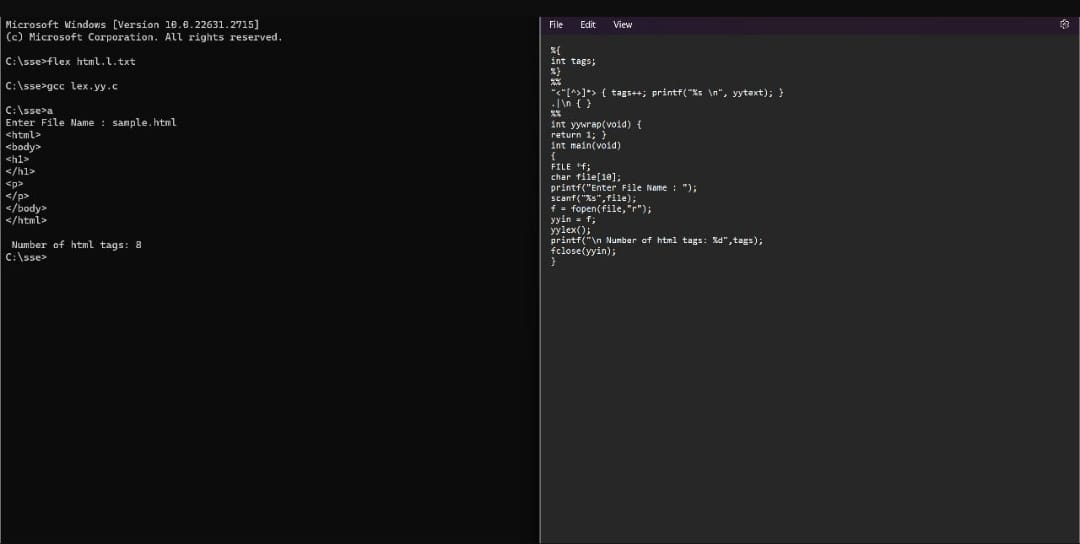 Microsoft Windows [Version 10.0.22631.2715]
(c) Microsoft Corporation. All rights reserved.
C:\sse>flex html.l.txt
C:\sse>gcc lex.yy.c
C:\sse>a
Enter File Name : sample.html
<html>
<body>
<h1>
</h1>
<p>
</p>
</body>
</html>
Number of html tags: 8
C:\sse>
File Edit View
%{
int tags;
%}
%%
"<"[^>]*> { tags++; printf("%s \n", yytext); }
.|\n { }
%%
int yywrap(void) {
return 1; }
int main(void)
{
FILE *f;
char file[10];
printf("Enter File Name : ");
scanf("%s",file);
f = fopen(file,"r");
yyin = f;
yylex();
printf("\n Number of html tags: %d",tags);
fclose(yyin);
}